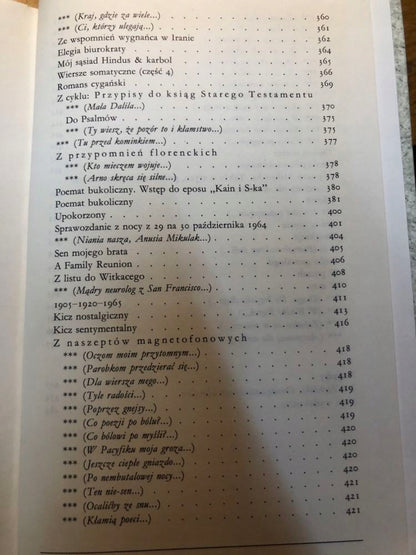 *** (Kraj, gdzie za wiele...) . . . . . . . . . 360
*** (Ci, którzy ulegają...) . . . . . . . . . 361
Ze wspomnień wygnańca w Iranie . . . . . . . . . 362
Elegia biurokraty . . . . . . . . . 364
Mój sąsiad Hindus & karbol . . . . . . . . . 365
Wiersze somatyczne (część 4) . . . . . . . . . 366
Romans cygański . . . . . . . . . 369
Z cyklu: Przypisy do ksiąg Starego Testamentu
*** (Mała Dalila...) . . . . . . . . . 370
Do Psalmów . . . . . . . . . 375
*** (Ty wiesz, że pozór to i kłamstwo...) . . . . . . . . . 375
*** (Tu przed kominkiem...) . . . . . . . . . 377
Z przypomnień florenckich
*** (Kto mieczem wojuje...) . . . . . . . . . 378
*** (Arno skręca się silne...) . . . . . . . . . 378
Poemat bukoliczny. Wstęp do eposu „Kain i S-ka” . . . . . 380
Poemat bukoliczny . . . . . . . . . 381
Upokorzony . . . . . . . . . 400
Sprawozdanie z nocy z 29 na 30 października 1964 . . . . . 401
*** (Niania nasza, Anusia Mikulak...) . . . . . . . . . 404
Sen mojego brata . . . . . . . . . 405
A Family Reunion . . . . . . . . . 406
Z listu do Witkacego . . . . . . . . . 408
*** (Mądry neurolog z San Francisco...) . . . . . . . . . 410
1905–1920–1965 . . . . . . . . . 411
Kicz nostalgiczny . . . . . . . . . 413
Kicz sentymentalny . . . . . . . . . 416
Z naszeptów magnetofonowych
*** (Oczom moim przytomnym...) . . . . . . . . . 418
*** (Parobkom przedzierać się...) . . . . . . . . . 418
*** (Dla wiersza mego...) . . . . . . . . . 418
*** (Tyle radości...) . . . . . . . . . 419
*** (Poprzez gnejsy...) . . . . . . . . . 419
*** (Co poezji po bólu?...) . . . . . . . . . 419
*** (Co bólowi po myśli?...) . . . . . . . . . 420
*** (W Pacyfiku moja groza...) . . . . . . . . . 420
*** (Jeszcze ciepłe gniazdo...) . . . . . . . . . 420
*** (Po nembutalowej nocy...) . . . . . . . . . 420
*** (Ten nie-sen...) . . . . . . . . . 421
*** (Ocalićby ze snu...) . . . . . . . . . 421
*** (Kłamią poeci...) . . . . . . . . . 421